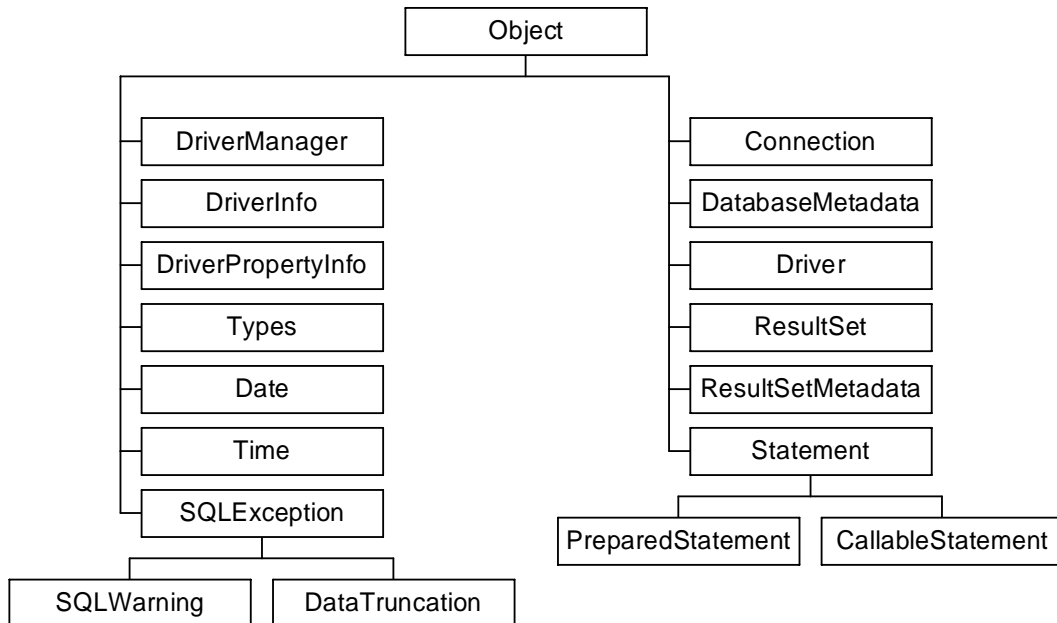 Object
DriverManager
DriverInfo
DriverPropertyInfo
Types
Date
Time
SQLException
SQLWarning
DataTruncation
Connection
DatabaseMetadata
Driver
ResultSet
ResultSetMetadata
Statement
PreparedStatement
CallableStatement